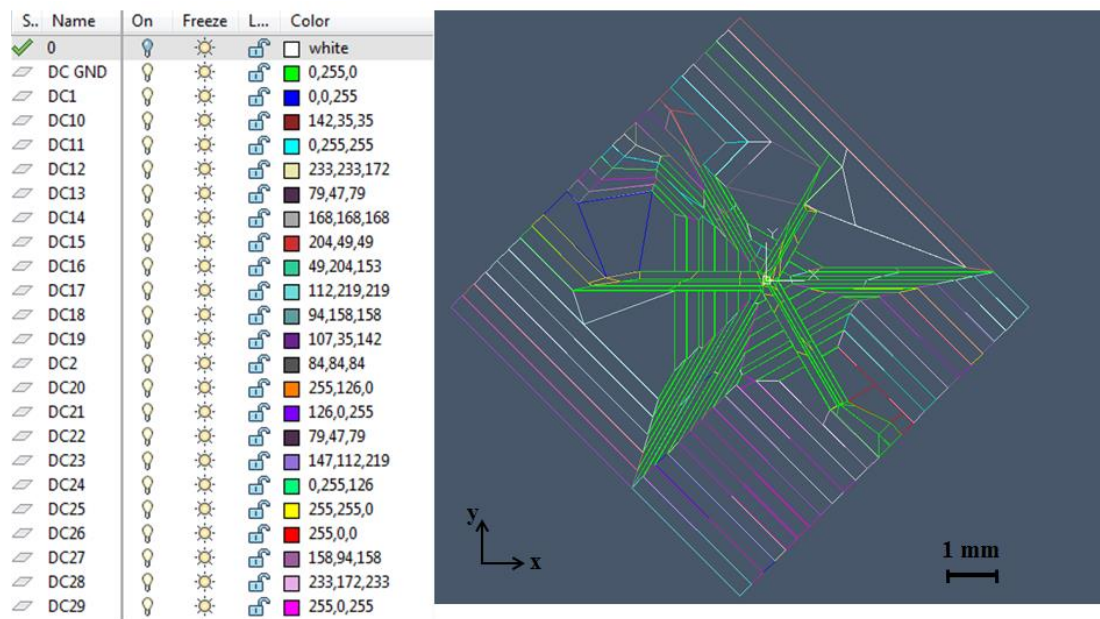 S.. Name On Freeze L... Color
0 white
DC GND 0,255,0
DC1 0,0,255
DC10 142,35,35
DC11 0,255,255
DC12 233,233,172
DC13 79,47,79
DC14 168,168,168
DC15 204,49,49
DC16 49,204,153
DC17 112,219,219
DC18 94,158,158
DC19 107,35,142
DC2 84,84,84
DC20 255,126,0
DC21 126,0,255
DC22 79,47,79
DC23 147,112,219
DC24 0,255,126
DC25 255,255,0
DC26 255,0,0
DC27 158,94,158
DC28 233,172,233
DC29 255,0,255
Y
X
y
x
1 mm